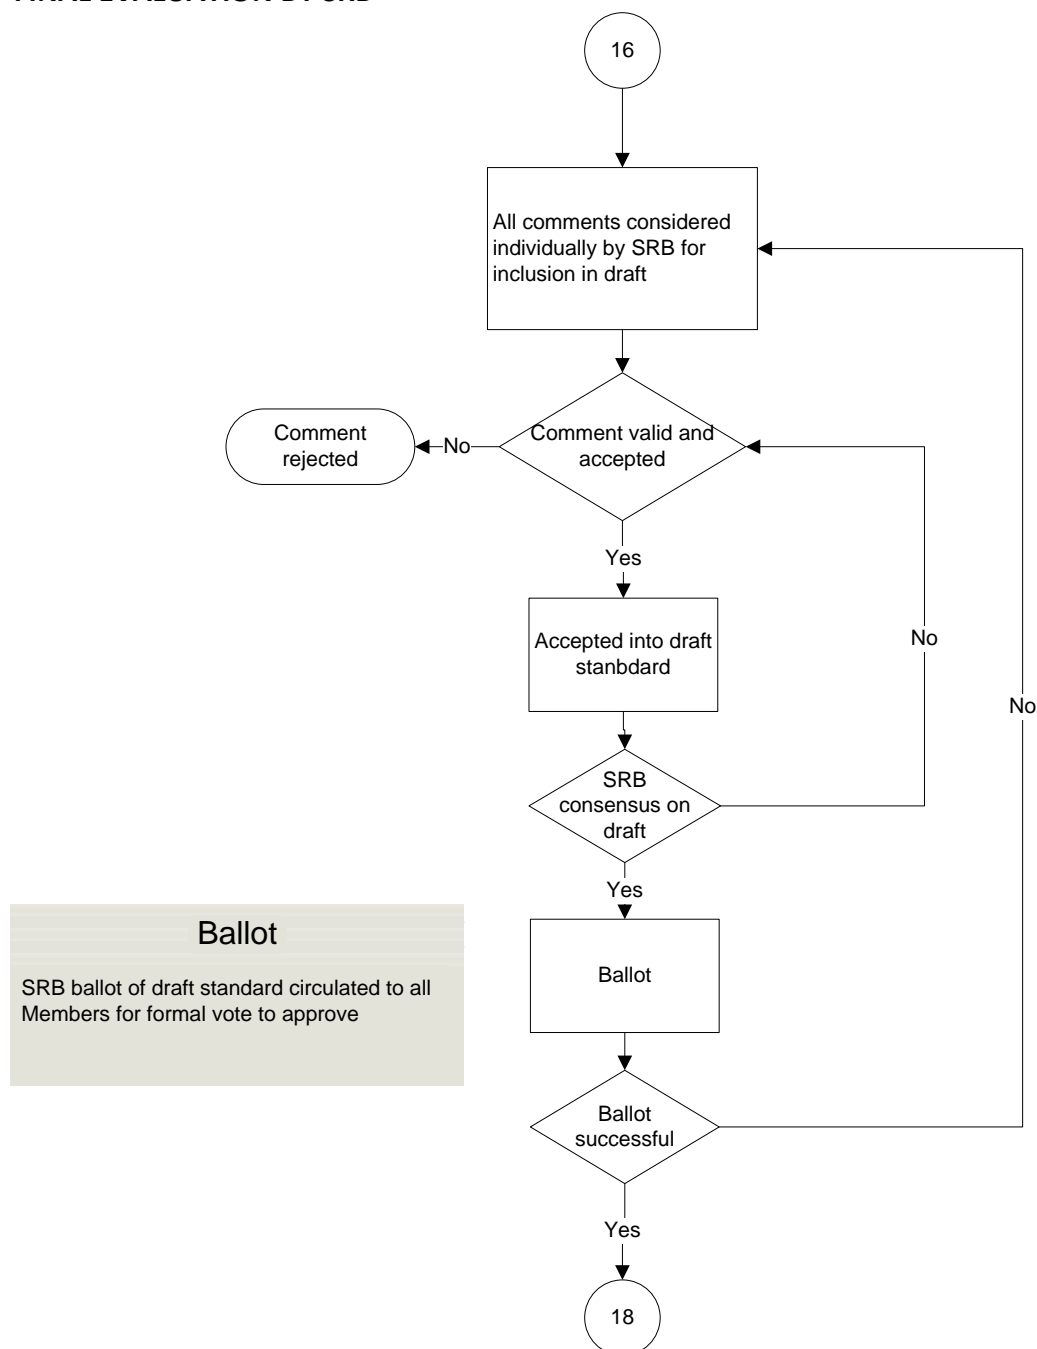 16
All comments considered
individually by SRB for
inclusion in draft
Comment valid and
accepted
No
Comment
rejected
Yes
Accepted into draft
stanbdard
No
No
SRB
consensus on
draft
Yes
Ballot
SRB ballot of draft standard circulated to all
Members for formal vote to approve
Ballot
Ballot
successful
Yes
18